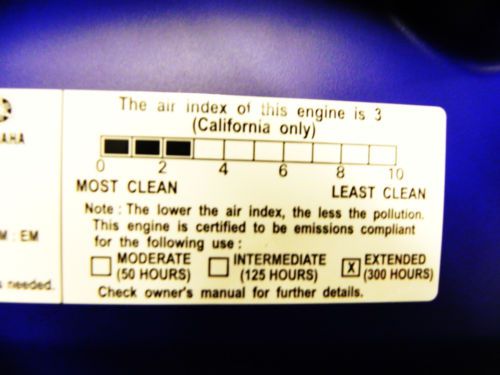 The air index of this engine is 3
(California only)
0 2 4 6 8 10
MOST CLEAN LEAST CLEAN
Note : The lower the air index, the less the pollution.
This engine is certified to be emissions compliant
for the following use :
MODERATE
(50 HOURS)
INTERMEDIATE
(125 HOURS)
X
EXTENDED
(300 HOURS)
Check owner's manual for further details.
AHA
M : EM
needed.